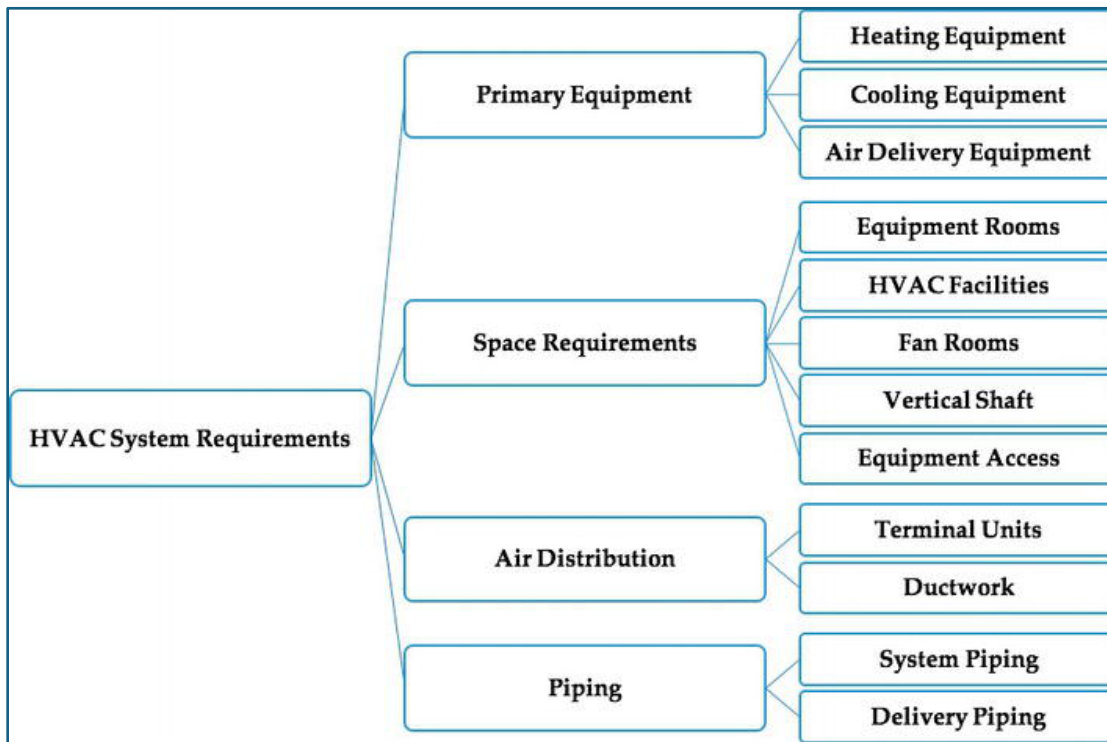 HVAC System Requirements
Primary Equipment
Heating Equipment
Cooling Equipment
Air Delivery Equipment
Space Requirements
Equipment Rooms
HVAC Facilities
Fan Rooms
Vertical Shaft
Equipment Access
Air Distribution
Terminal Units
Ductwork
Piping
System Piping
Delivery Piping